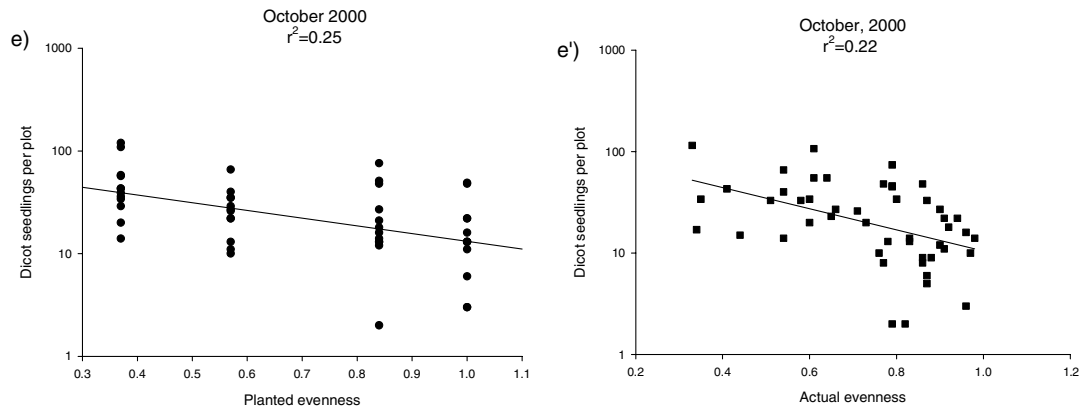 e)
October 2000
r²=0.25
1000
100
10
1
Dicot seedlings per plot
0.3 0.4 0.5 0.6 0.7 0.8 0.9 1.0 1.1
Planted evenness
e')
October, 2000
r²=0.22
1000
100
10
1
Dicot seedlings per plot
0.2 0.4 0.6 0.8 1.0 1.2
Actual evenness